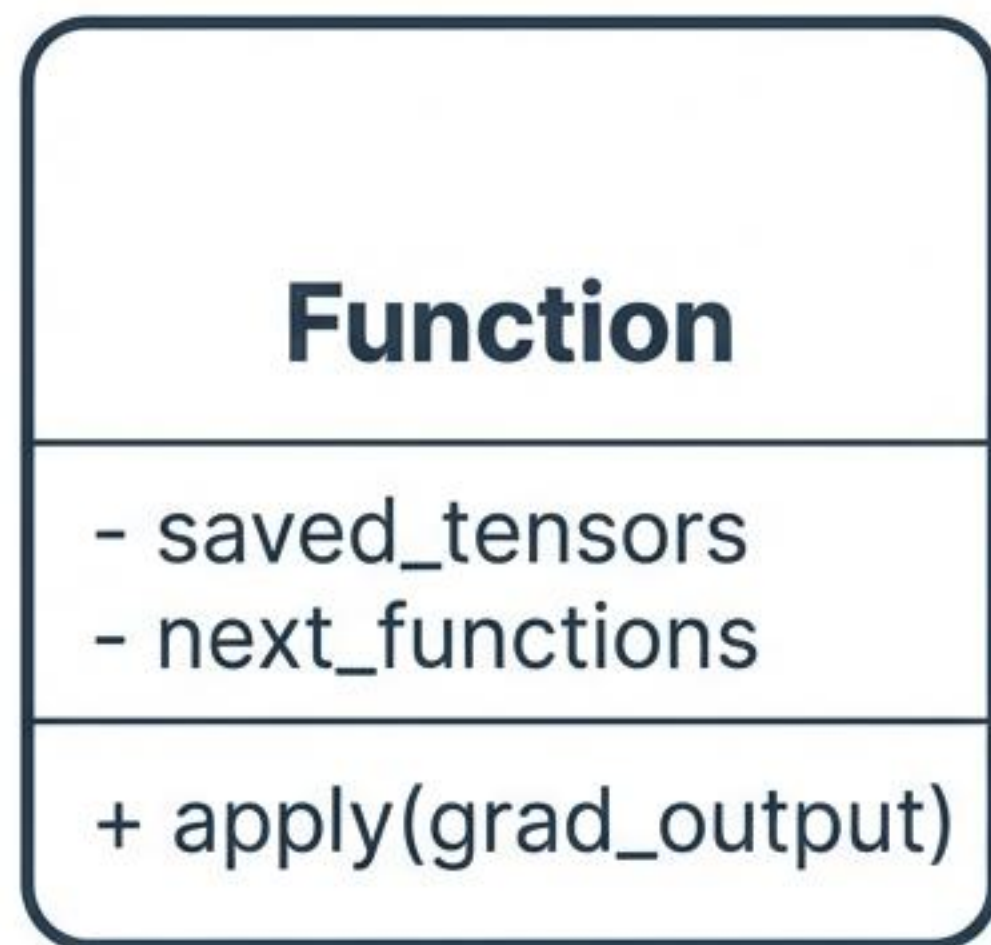 Function
- saved_tensors
- next_functions
+ apply(grad_output)